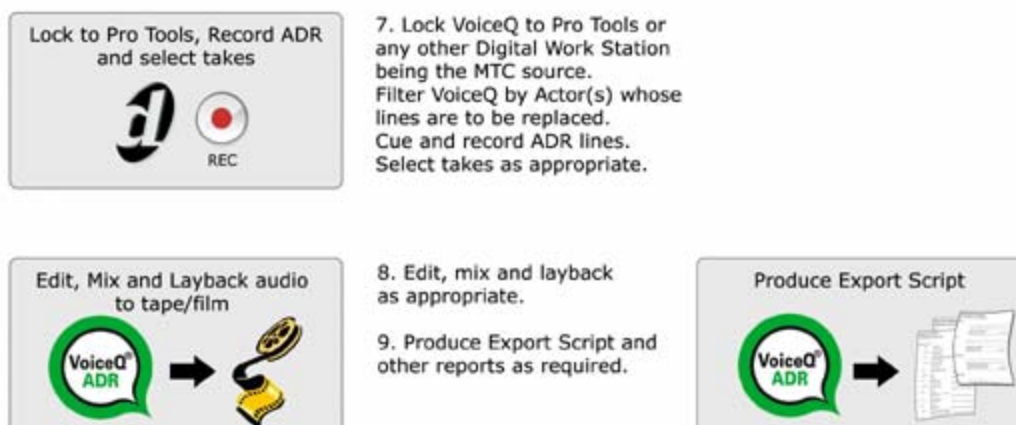 Lock to Pro Tools, Record ADR
and select takes
REC
7. Lock VoiceQ to Pro Tools or
any other Digital Work Station
being the MTC source.
Filter VoiceQ by Actor(s) whose
lines are to be replaced.
Cue and record ADR lines.
Select takes as appropriate.
Edit, Mix and Layback audio
to tape/film
VoiceQ®
ADR
8. Edit, mix and layback
as appropriate.
9. Produce Export Script and
other reports as required.
Produce Export Script
VoiceQ®
ADR